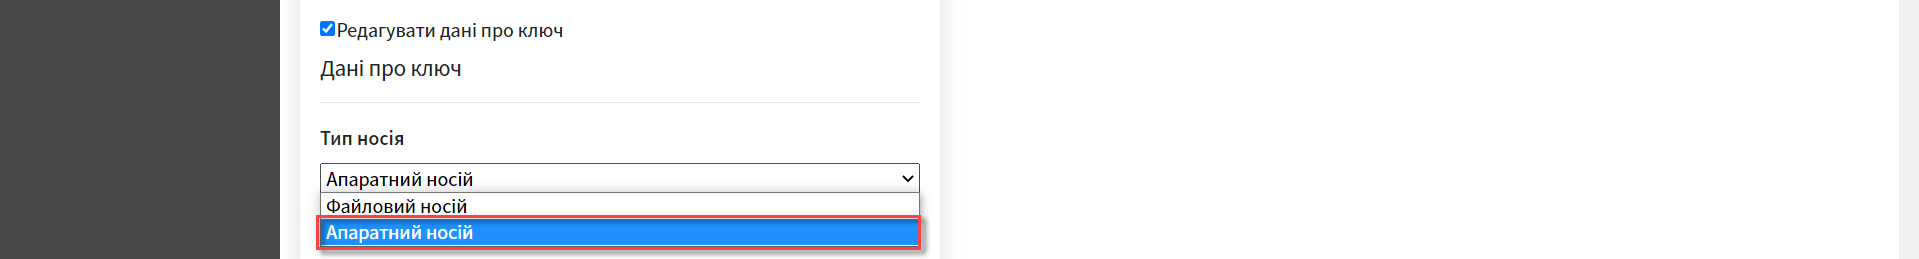 Редагувати дані про ключ
Дані про ключ
Тип носія
Апаратний носій
Файловий носій
Апаратний носій